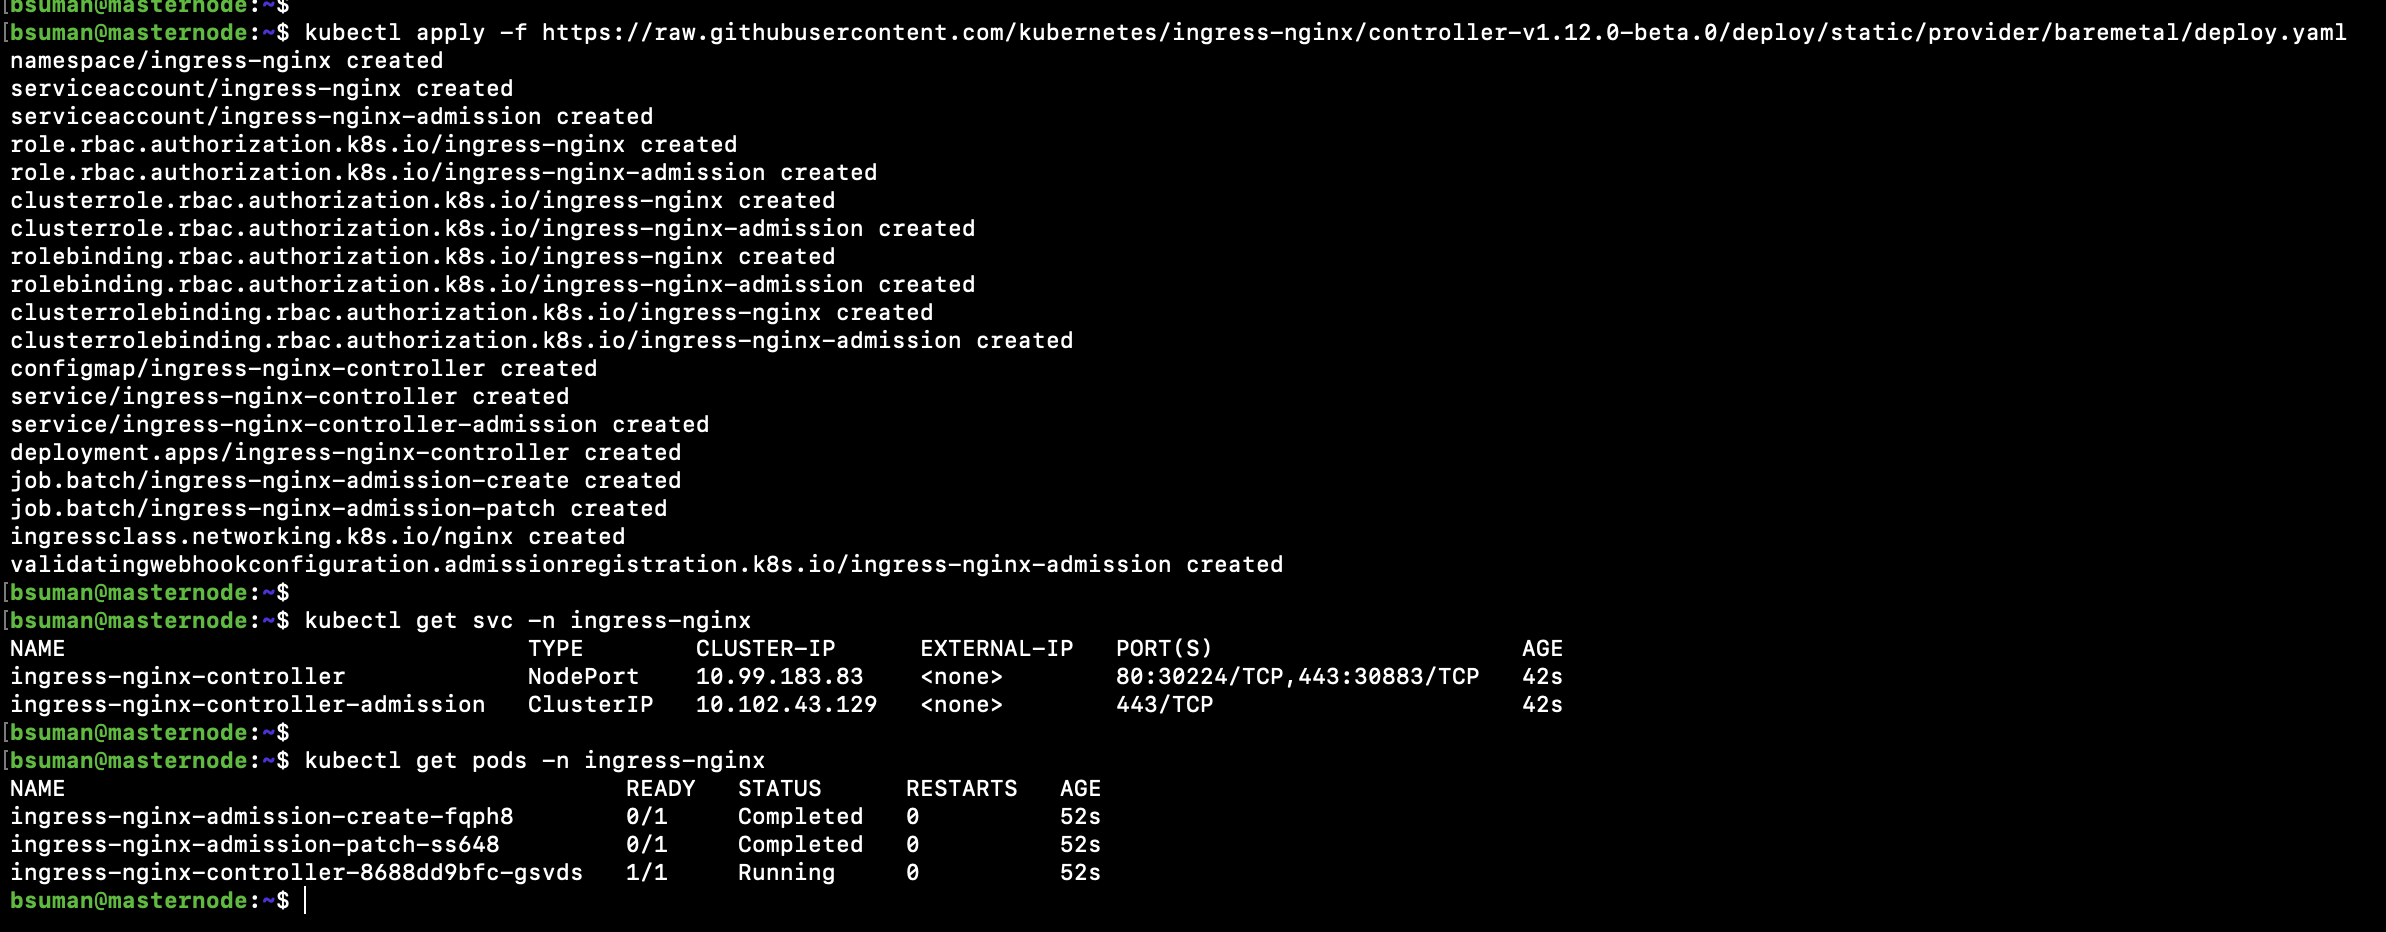 [bsuman@masternode:~$
[bsuman@masternode:~$ kubectl apply -f https://raw.githubusercontent.com/kubernetes/ingress-nginx/controller-v1.12.0-beta.0/deploy/static/provider/baremetal/deploy.yaml
namespace/ingress-nginx created
serviceaccount/ingress-nginx created
serviceaccount/ingress-nginx-admission created
role.rbac.authorization.k8s.io/ingress-nginx created
role.rbac.authorization.k8s.io/ingress-nginx-admission created
clusterrole.rbac.authorization.k8s.io/ingress-nginx created
clusterrole.rbac.authorization.k8s.io/ingress-nginx-admission created
rolebinding.rbac.authorization.k8s.io/ingress-nginx created
rolebinding.rbac.authorization.k8s.io/ingress-nginx-admission created
clusterrolebinding.rbac.authorization.k8s.io/ingress-nginx created
clusterrolebinding.rbac.authorization.k8s.io/ingress-nginx-admission created
configmap/ingress-nginx-controller created
service/ingress-nginx-controller created
service/ingress-nginx-controller-admission created
deployment.apps/ingress-nginx-controller created
job.batch/ingress-nginx-admission-create created
job.batch/ingress-nginx-admission-patch created
ingressclass.networking.k8s.io/nginx created
validatingwebhookconfiguration.admissionregistration.k8s.io/ingress-nginx-admission created
[bsuman@masternode:~$
[bsuman@masternode:~$ kubectl get svc -n ingress-nginx
NAME TYPE CLUSTER-IP EXTERNAL-IP PORT(S) AGE
ingress-nginx-controller NodePort 10.99.183.83 <none> 80:30224/TCP,443:30883/TCP 42s
ingress-nginx-controller-admission ClusterIP 10.102.43.129 <none> 443/TCP 42s
[bsuman@masternode:~$
[bsuman@masternode:~$ kubectl get pods -n ingress-nginx
NAME READY STATUS RESTARTS AGE
ingress-nginx-admission-create-fqph8 0/1 Completed 0 52s
ingress-nginx-admission-patch-ss648 0/1 Completed 0 52s
ingress-nginx-controller-8688dd9bfc-gsvds 1/1 Running 0 52s
bsuman@masternode:~$